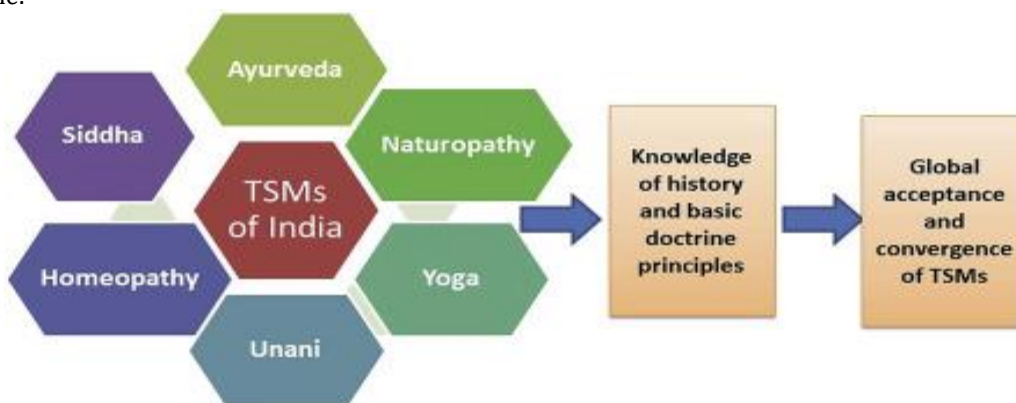 Ayurveda
Siddha
Naturopathy
TSMs
of India
Homeopathy
Yoga
Unani
Knowledge
of history
and basic
doctrine
principles
Global
acceptance
and
convergence
of TSMs